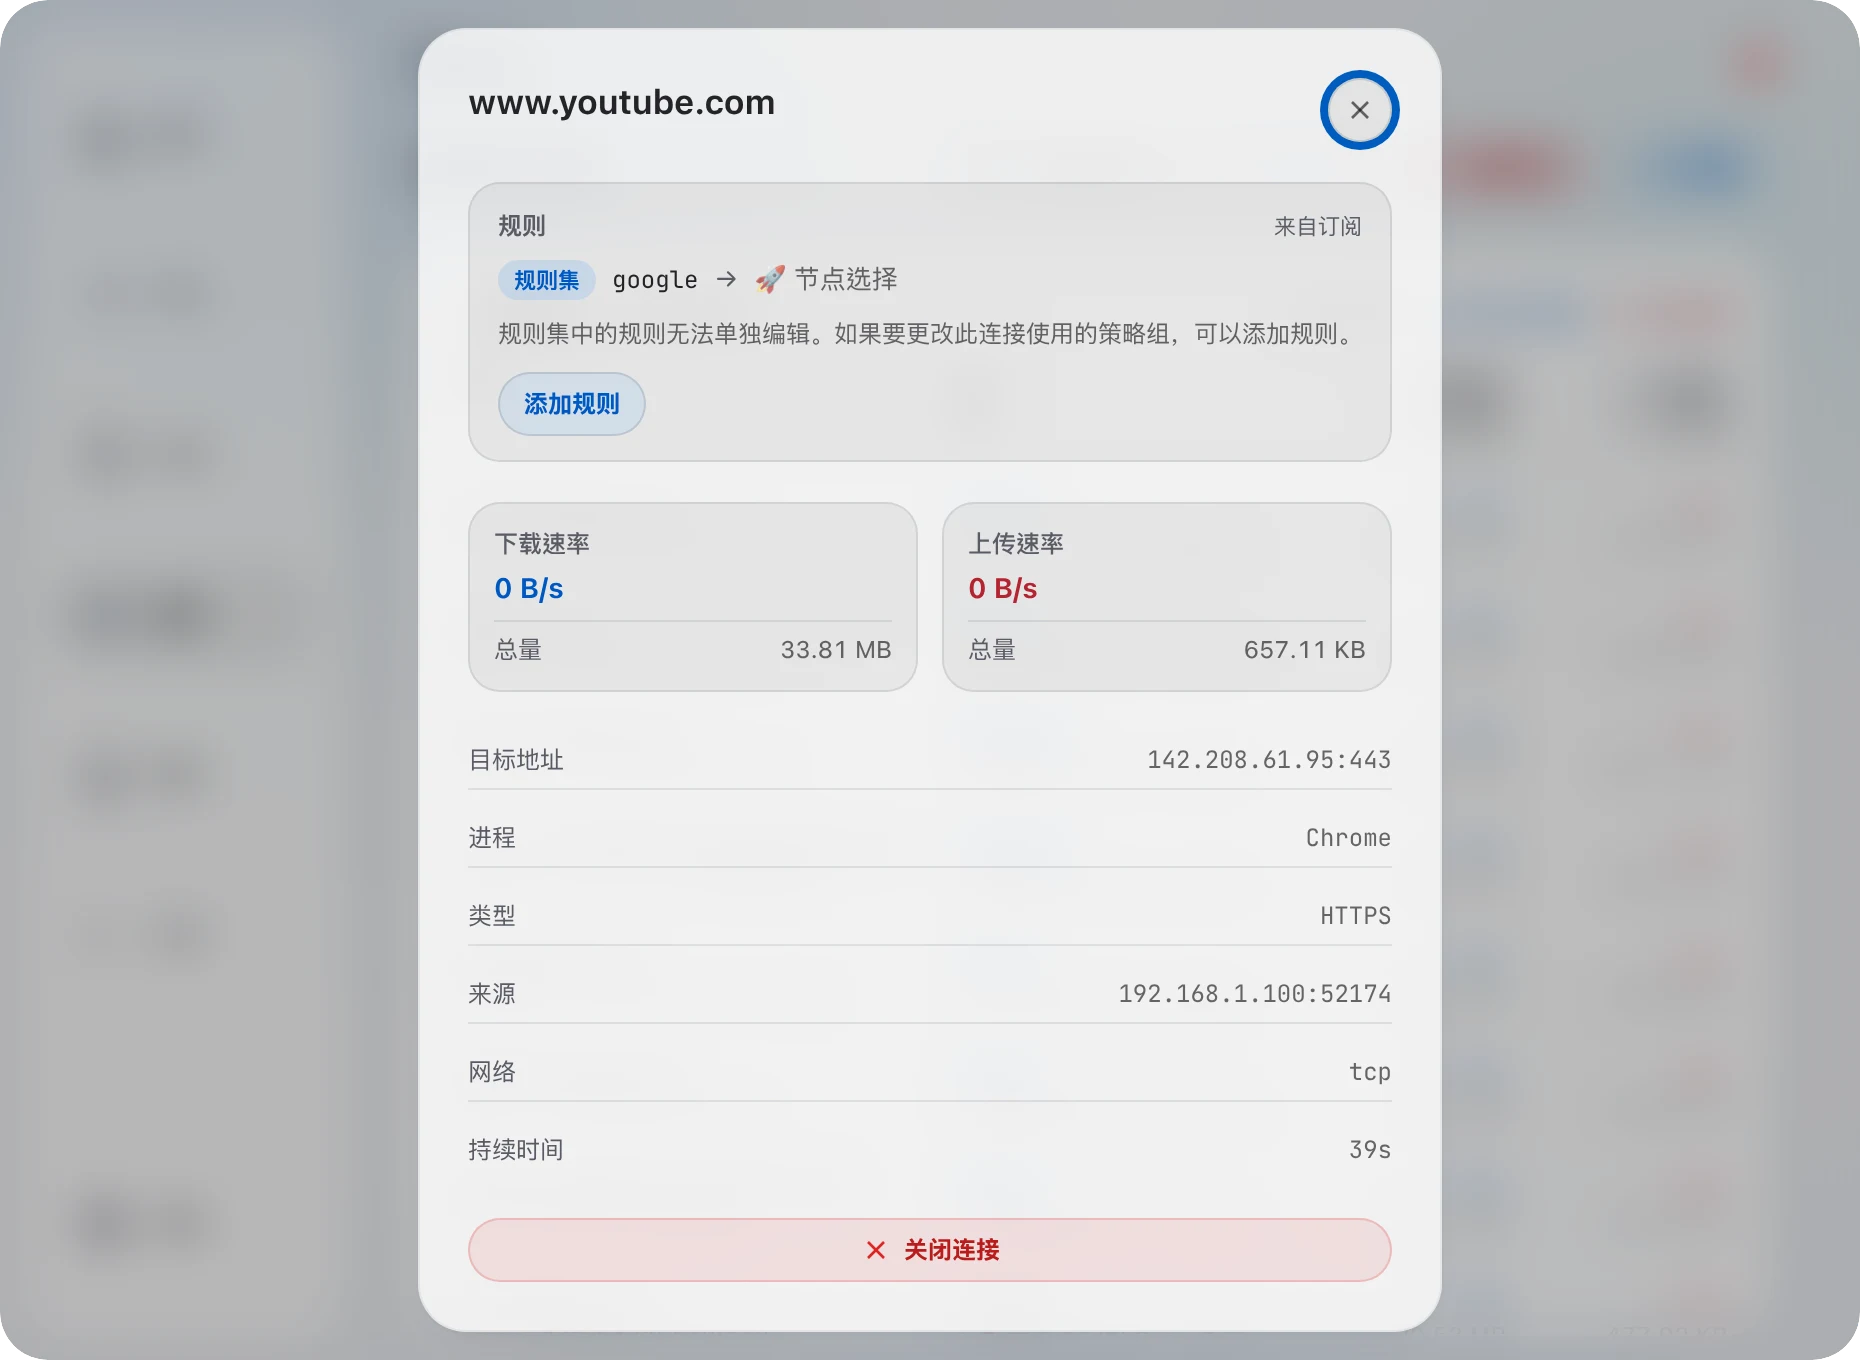 www.youtube.com
规则 来自订阅
规则集 google → 🚀 节点选择
规则集中的规则无法单独编辑。如果要更改此连接使用的策略组，可以添加规则。
添加规则
下载速率
0 B/s
总量 33.81 MB
上传速率
0 B/s
总量 657.11 KB
目标地址 142.208.61.95:443
进程 Chrome
类型 HTTPS
来源 192.168.1.100:52174
网络 tcp
持续时间 39s
关闭连接